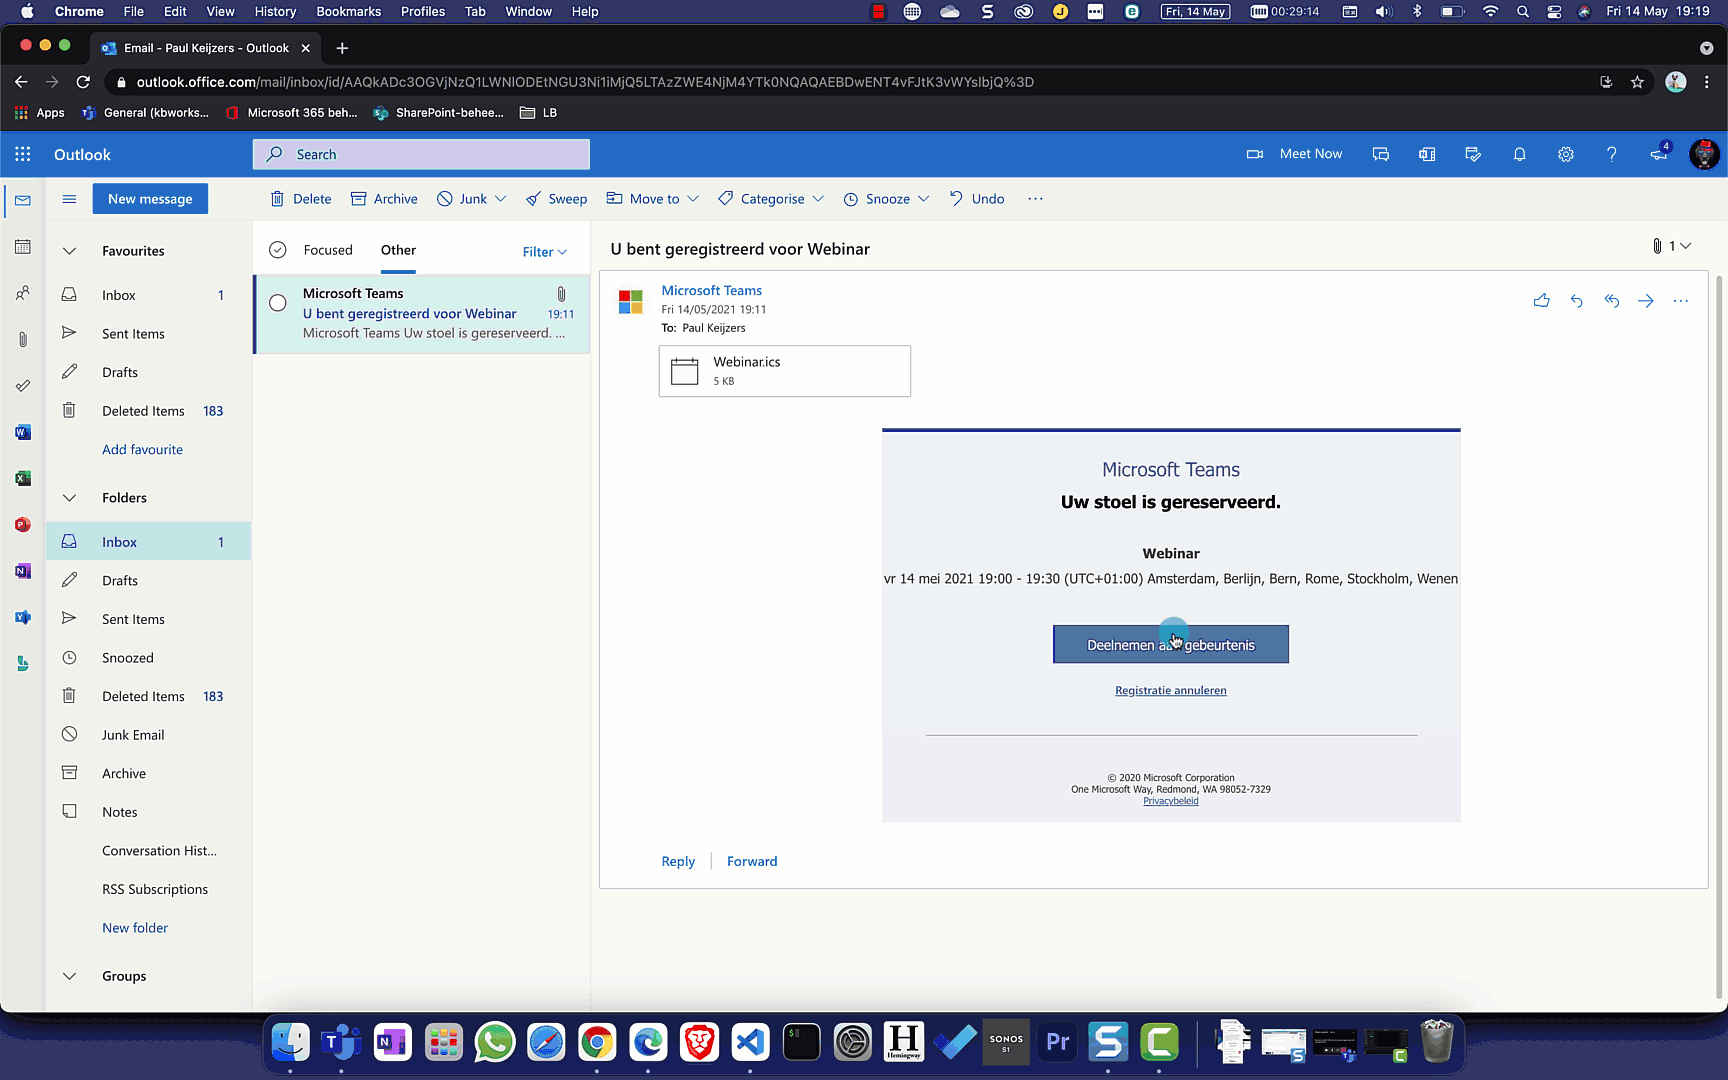 Chrome File Edit View History Bookmarks Profiles Tab Window Help Fri, 14 May 00:29:14 Fri 14 May 19:19
Email - Paul Keijzers - Outlook
outlook.office.com/mail/inbox/id/AAQkADc3OGVjNzQ1LWNlODEtNGU3Ni1iMjQ5LTAzZWE4NjM4YTk0NQAQAEBDwENT4vFJtK3vWYsIbjQ%3D
Apps General (kbworks... Microsoft 365 beh... SharePoint-behee... LB
Outlook Search Meet Now 4
New message Delete Archive Junk Sweep Move to Categorise Snooze Undo
Favourites
Inbox 1
Sent Items
Drafts
Deleted Items 183
Add favourite
Folders
Inbox 1
Drafts
Sent Items
Snoozed
Deleted Items 183
Junk Email
Archive
Notes
Conversation Hist...
RSS Subscriptions
New folder
Groups
Focused Other Filter
Microsoft Teams
U bent geregistreerd voor Webinar 19:11
Microsoft Teams Uw stoel is gereserveerd. ...
U bent geregistreerd voor Webinar 1
Microsoft Teams
Fri 14/05/2021 19:11
To: Paul Keijzers
Webinar.ics
5 KB
Microsoft Teams
Uw stoel is gereserveerd.
Webinar
vr 14 mei 2021 19:00 - 19:30 (UTC+01:00) Amsterdam, Berlijn, Bern, Rome, Stockholm, Wenen
Deelnemen aan gebeurtenis
Registratie annuleren
© 2020 Microsoft Corporation
One Microsoft Way, Redmond, WA 98052-7329
Privacybeleid
Reply Forward
H
Hemingway
SONOS
S1
Pr